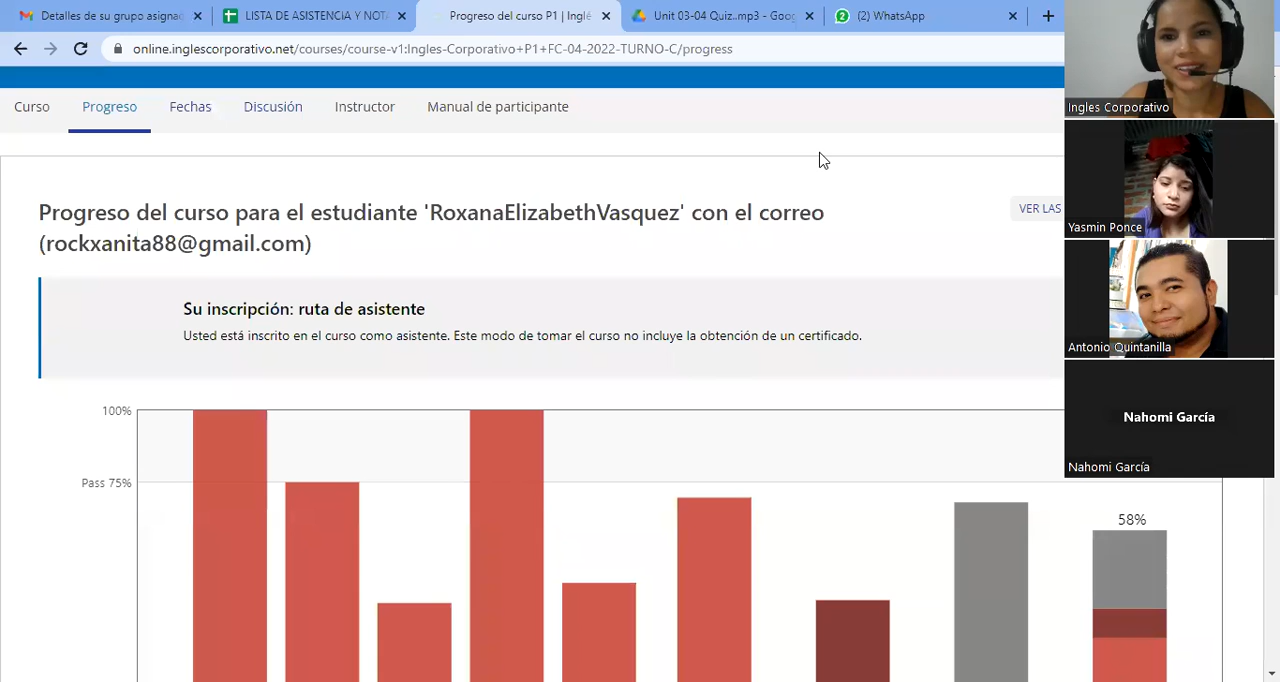 Detalles de su grupo asignad
LISTA DE ASISTENCIA Y NOTA
Progreso del curso P1 | Inglé
Unit 03-04 Quiz..mp3 - Goog
(2) WhatsApp
online.inglescorporativo.net/courses/course-v1:Ingles-Corporativo+P1+FC-04-2022-TURNO-C/progress
Curso
Progreso
Fechas
Discusión
Instructor
Manual de participante
Ingles Corporativo
Yasmin Ponce
Antonio Quintanilla
Nahomi García
Nahomi García
Progreso del curso para el estudiante 'RoxanaElizabethVasquez' con el correo
(rockxanita88@gmail.com)
VER LAS
Su inscripción: ruta de asistente
Usted está inscrito en el curso como asistente. Este modo de tomar el curso no incluye la obtención de un certificado.
100%
Pass 75%
58%